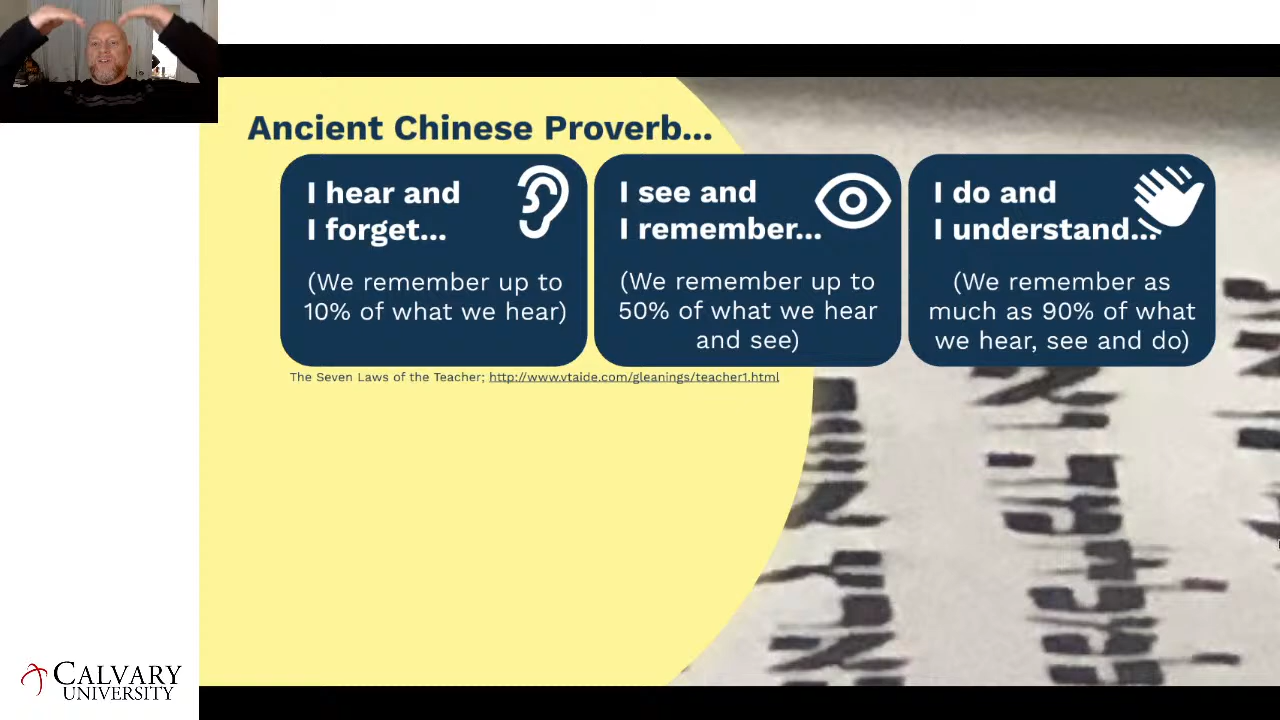 Ancient Chinese Proverb...
I hear and
I forget...
(We remember up to
10% of what we hear)
I see and
I remember...
(We remember up to
50% of what we hear
and see)
I do and
I understand...
(We remember as
much as 90% of what
we hear, see and do)
The Seven Laws of the Teacher; http://www.vtaide.com/gleanings/teacher1.html
CALVARY
UNIVERSITY